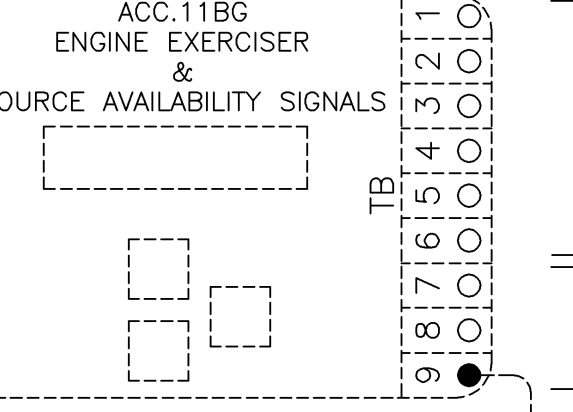 ACC.11BG
ENGINE EXERCISER
&
OURCE AVAILABILITY SIGNALS
TB
1
2
3
4
5
6
7
8
9